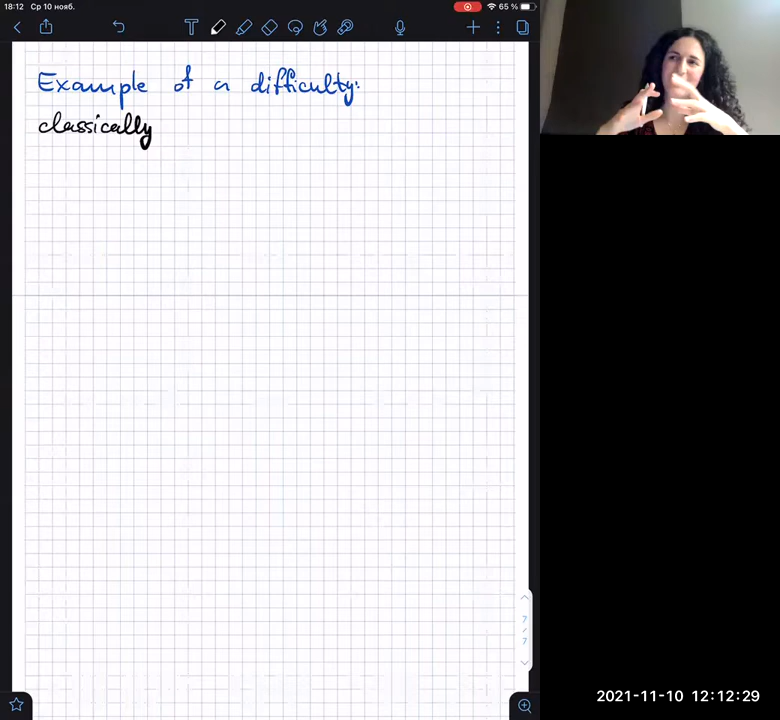 18:12 Ср 10 нояб.
65 %
Example of a difficulty:
classically
7
7
2021-11-10 12:12:29